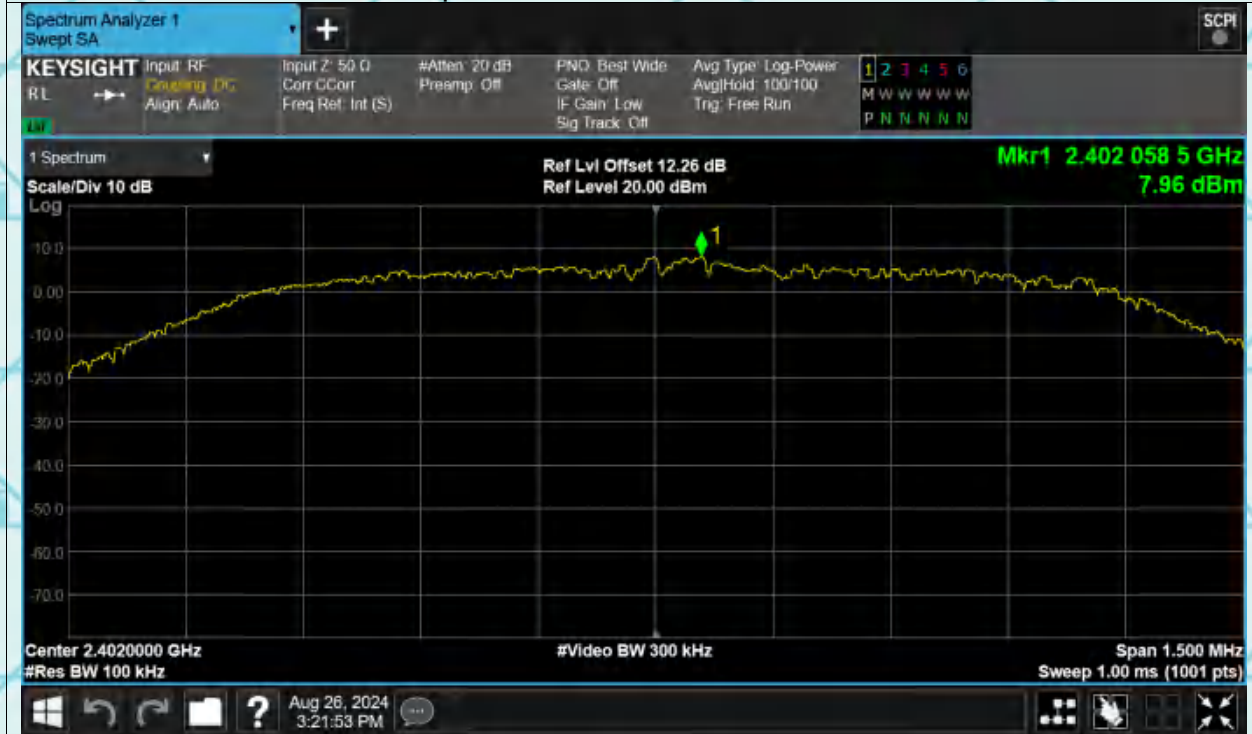 Spectrum Analyzer 1
Swept SA
+
SCPI
KEYSIGHT Input: RF Input Z: 50 Ω #Atten: 20 dB PNO: Best Wide Avg Type: Log-Power 1 2 3 4 5 6
RL Coupling: DC Corr CCorr Preamp: Off Gate: Off Avg|Hold: 100/100 M W W W W W
Align: Auto Freq Ref: Int (S) IF Gain: Low Trig: Free Run P N N N N N
Sig Track: Off
1 Spectrum Ref Lvl Offset 12.26 dB Mkr1 2.402 058 5 GHz
Scale/Div 10 dB Ref Level 20.00 dBm 7.96 dBm
Log
1
10.0
0.00
-10.0
-20.0
-30.0
-40.0
-50.0
-60.0
-70.0
Center 2.4020000 GHz #Video BW 300 kHz Span 1.500 MHz
#Res BW 100 kHz Sweep 1.00 ms (1001 pts)
? Aug 26, 2024
3:21:53 PM